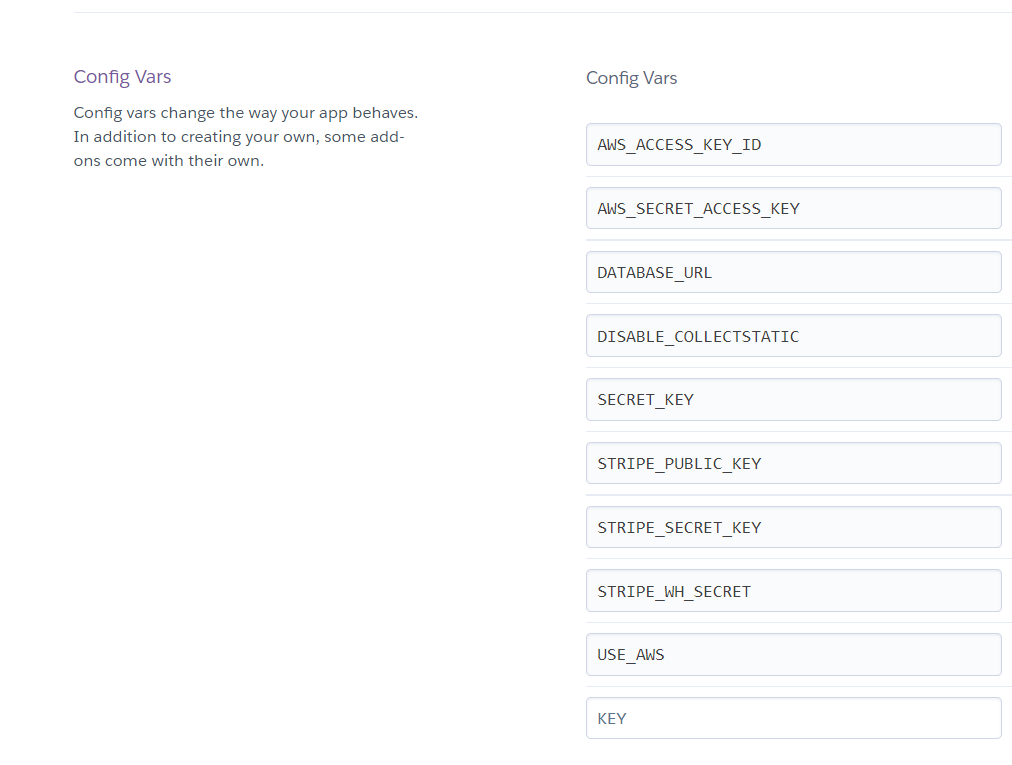 Config Vars
Config vars change the way your app behaves.
In addition to creating your own, some add-
ons come with their own.
Config Vars
AWS_ACCESS_KEY_ID
AWS_SECRET_ACCESS_KEY
DATABASE_URL
DISABLE_COLLECTSTATIC
SECRET_KEY
STRIPE_PUBLIC_KEY
STRIPE_SECRET_KEY
STRIPE_WH_SECRET
USE_AWS
KEY